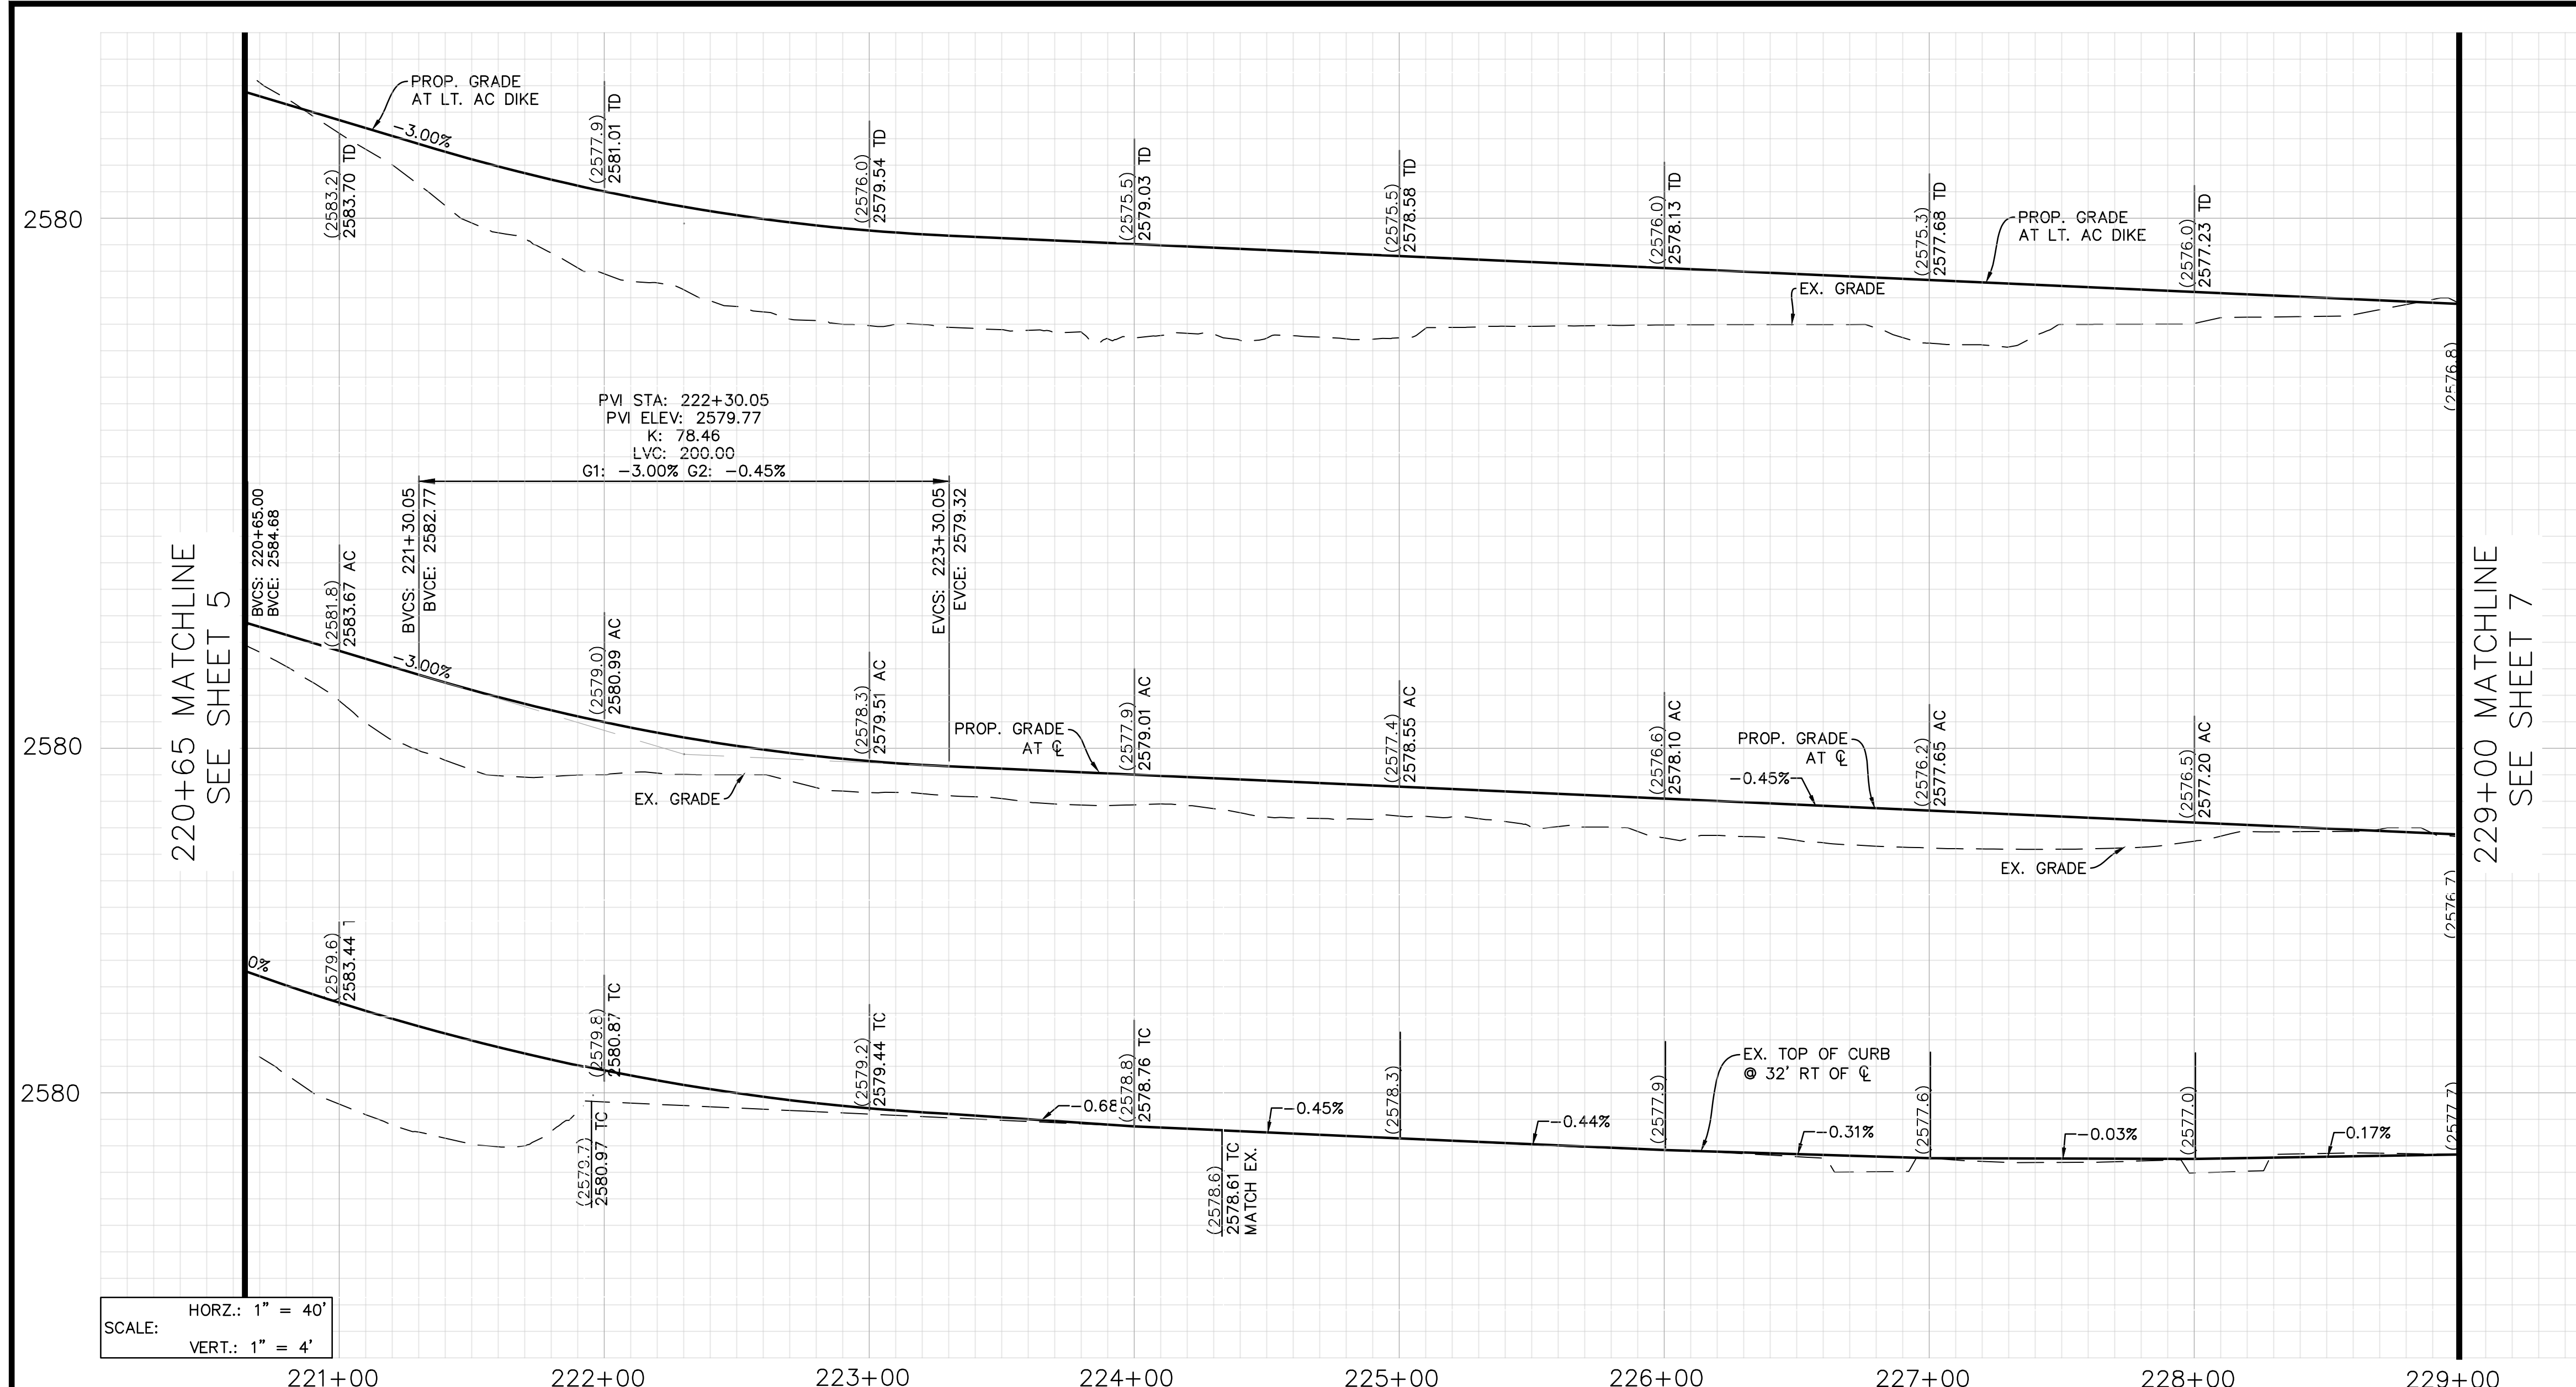 PROP. GRADE
AT LT. AC DIKE
-3.00%
(2583.2)
2583.70 TD
(2577.9)
2581.01 TD
(2576.0)
2579.54 TD
(2575.5)
2579.03 TD
(2575.5)
2578.58 TD
(2576.0)
2578.13 TD
(2575.3)
2577.68 TD
(2576.0)
2577.23 TD
PROP. GRADE
AT LT. AC DIKE
EX. GRADE
(2576.8)
2580
PVI STA: 222+30.05
PVI ELEV: 2579.77
K: 78.46
LVC: 200.00
G1: -3.00% G2: -0.45%
220+65 MATCHLINE
SEE SHEET 5
BVCS: 220+65.00
BVCE: 2584.68
(2581.8)
2583.67 AC
BVCS: 221+30.05
BVCE: 2582.77
-3.00%
(2579.0)
2580.99 AC
(2578.3)
2579.51 AC
EVCS: 223+30.05
EVCE: 2579.32
PROP. GRADE
AT ℄
(2577.9)
2579.01 AC
(2577.4)
2578.55 AC
(2576.6)
2578.10 AC
PROP. GRADE
AT ℄
-0.45%
(2576.2)
2577.65 AC
(2576.5)
2577.20 AC
EX. GRADE
EX. GRADE
2580
229+00 MATCHLINE
SEE SHEET 7
(2576.7)
0%
(2579.6)
2583.44
(2579.8)
2580.87 TC
(2579.7)
2580.97 TC
(2579.2)
2579.44 TC
-0.68
(2578.8)
2578.76 TC
(2578.6)
2578.61 TC
MATCH EX.
-0.45%
(2578.3)
-0.44%
(2577.9)
EX. TOP OF CURB
@ 32' RT OF ℄
-0.31%
(2577.6)
-0.03%
(2577.0)
-0.17%
(2577.7)
2580
SCALE:
HORZ.: 1" = 40'
VERT.: 1" = 4'
221+00
222+00
223+00
224+00
225+00
226+00
227+00
228+00
229+00